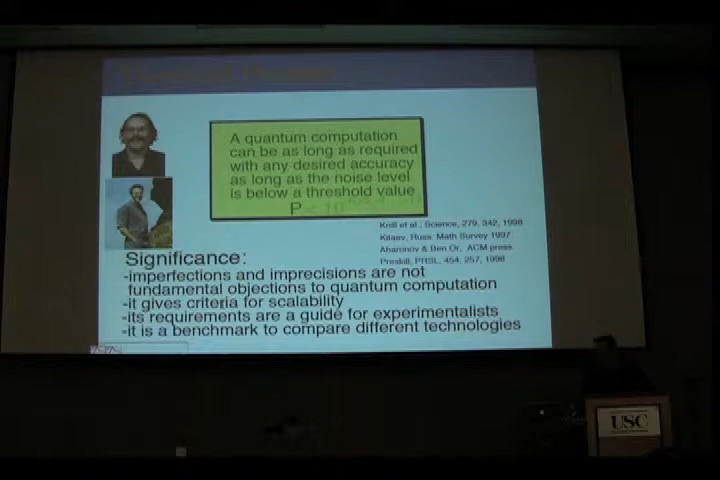 A quantum computation
can be as long as required
with any desired accuracy
as long as the noise level
is below a threshold value
P < 10
Knill et al.; Science, 279, 342, 1998
Kitaev, Russ. Math Survey 1997
Aharonov & Ben Or, ACM press
Preskill, PRSL, 454, 257, 1998
Significance:
-imperfections and imprecisions are not
fundamental objections to quantum computation
-it gives criteria for scalability
-its requirements are a guide for experimentalists
-it is a benchmark to compare different technologies
USC